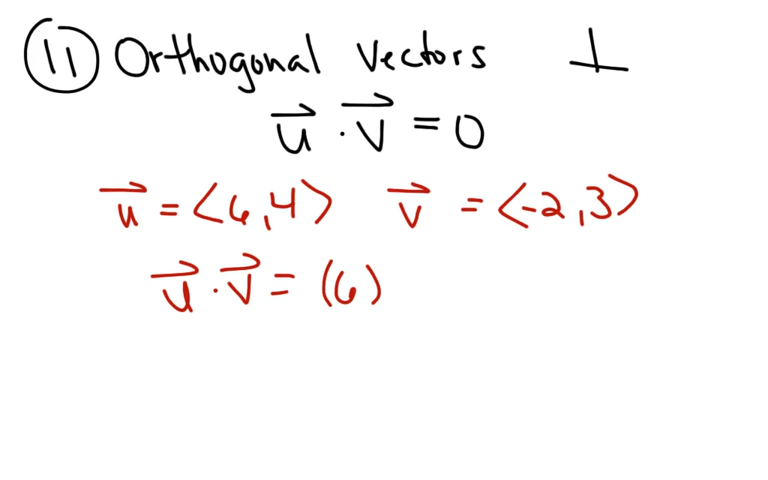 (11) Orthogonal Vectors ⊥
u⃗ · v⃗ = 0
u⃗ = <6,4> v⃗ = <-2,3>
u⃗ · v⃗ = (6)